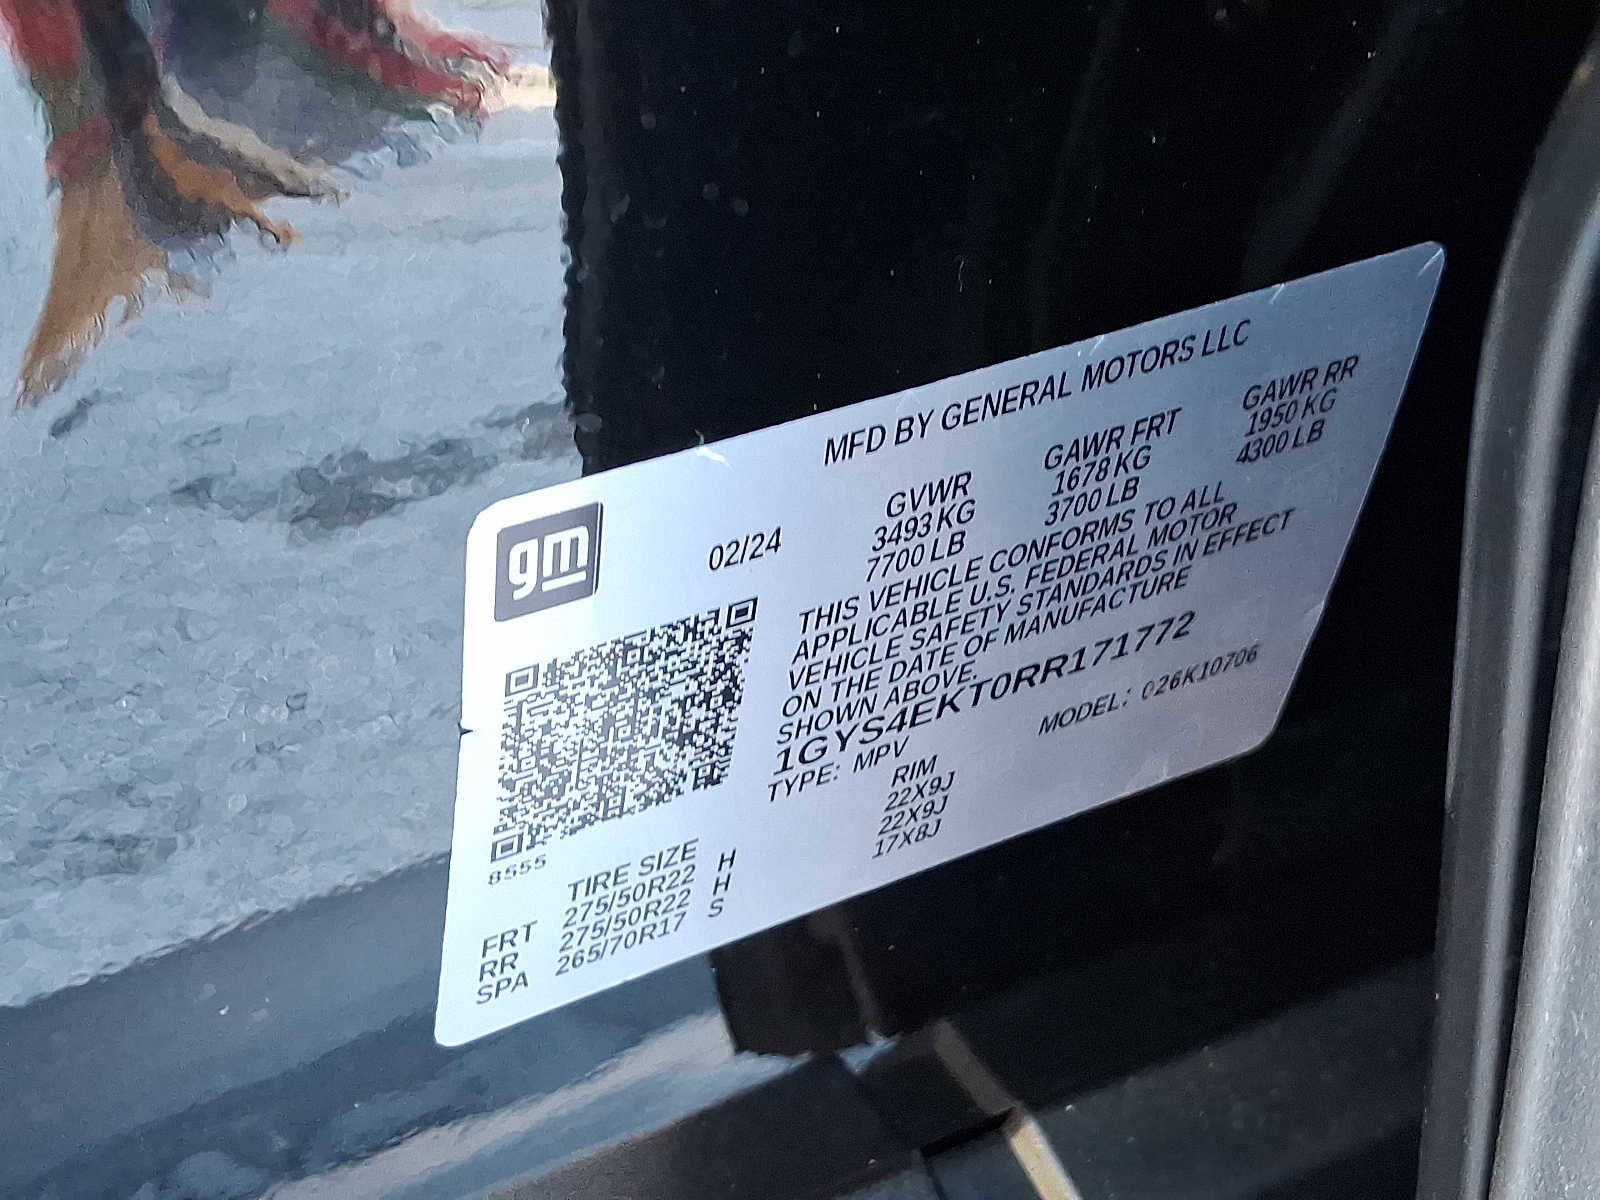 MFD BY GENERAL MOTORS LLC
gm
02/24
GVWR GAWR FRT GAWR RR
3493 KG 1678 KG 1950 KG
7700 LB 3700 LB 4300 LB
THIS VEHICLE CONFORMS TO ALL
APPLICABLE U.S. FEDERAL MOTOR
VEHICLE SAFETY STANDARDS IN EFFECT
ON THE DATE OF MANUFACTURE
SHOWN ABOVE.
1GYS4EKT0RR171772
TYPE: MPV MODEL: 026K10706
8555
TIRE SIZE RIM
FRT 275/50R22 H 22X9J
RR 275/50R22 H 22X9J
SPA 265/70R17 S 17X8J